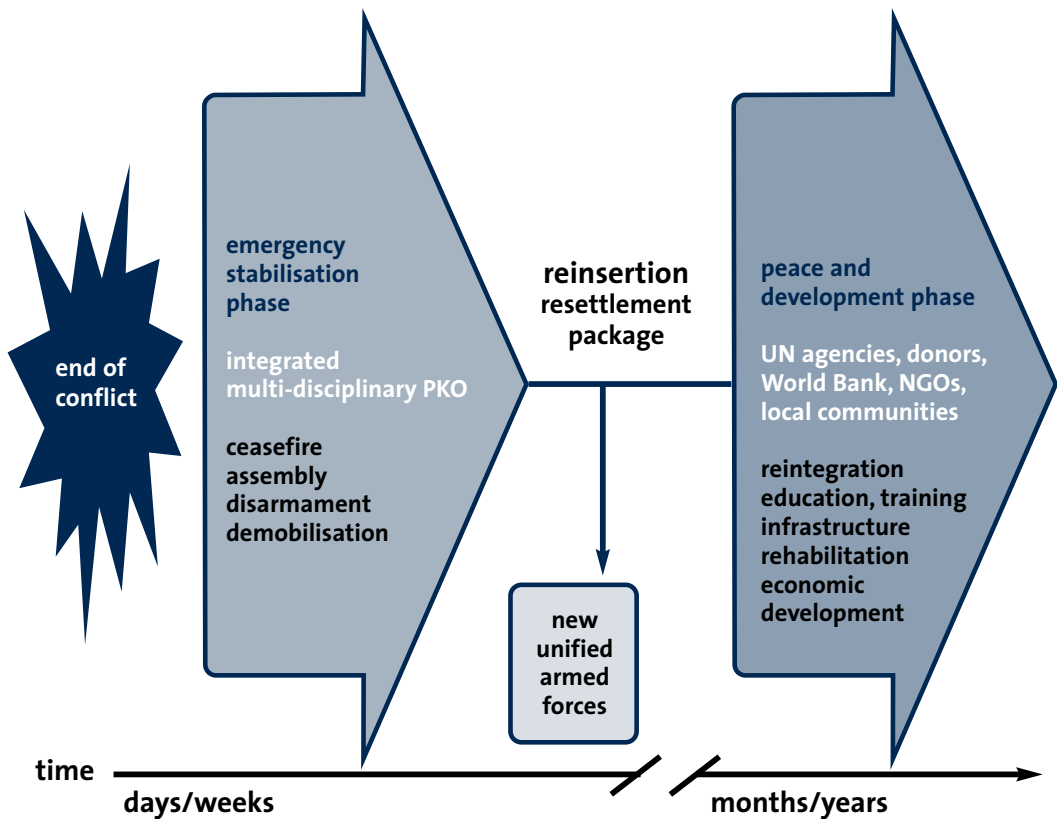 end of
conflict
emergency
stabilisation
phase
integrated
multi-disciplinary PKO
ceasefire
assembly
disarmament
demobilisation
reinsertion
resettlement
package
new
unified
armed
forces
peace and
development phase
UN agencies, donors,
World Bank, NGOs,
local communities
reintegration
education, training
infrastructure
rehabilitation
economic
development
time
days/weeks
months/years